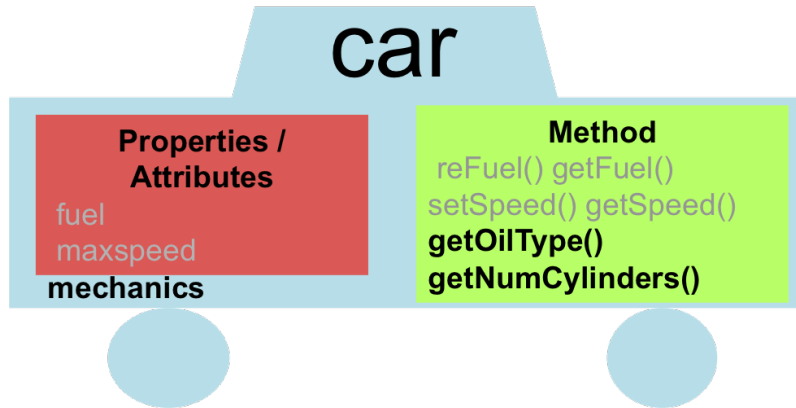 car
Properties /
Attributes
fuel
maxspeed
mechanics
Method
reFuel() getFuel()
setSpeed() getSpeed()
getOilType()
getNumCylinders()